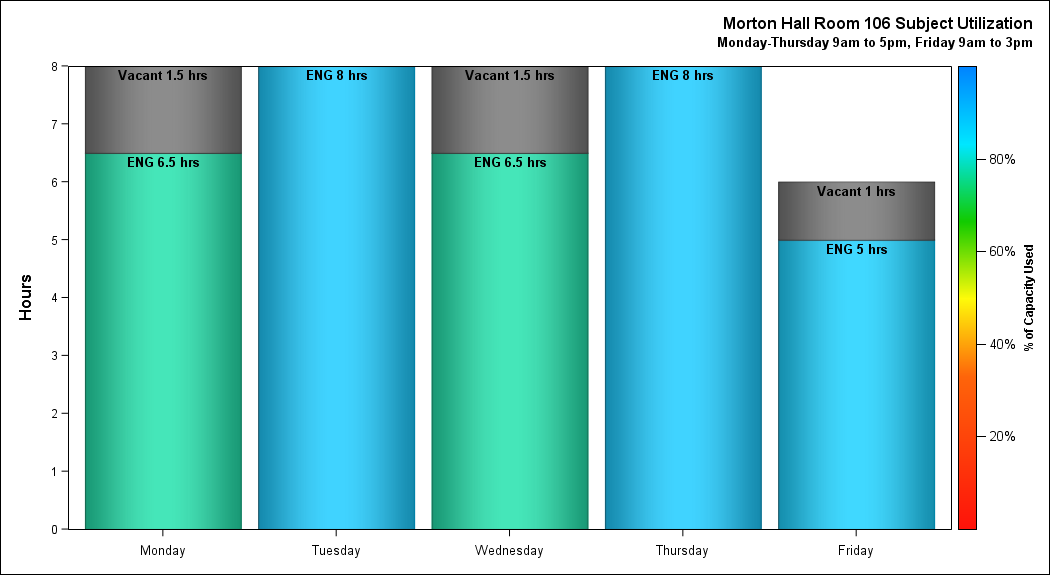 Morton Hall Room 106 Subject Utilization
Monday-Thursday 9am to 5pm, Friday 9am to 3pm
Hours
8
7
6
5
4
3
2
1
0
Vacant 1.5 hrs
ENG 6.5 hrs
ENG 8 hrs
Vacant 1.5 hrs
ENG 6.5 hrs
ENG 8 hrs
Vacant 1 hrs
ENG 5 hrs
Monday
Tuesday
Wednesday
Thursday
Friday
80%
60%
40%
20%
% of Capacity Used